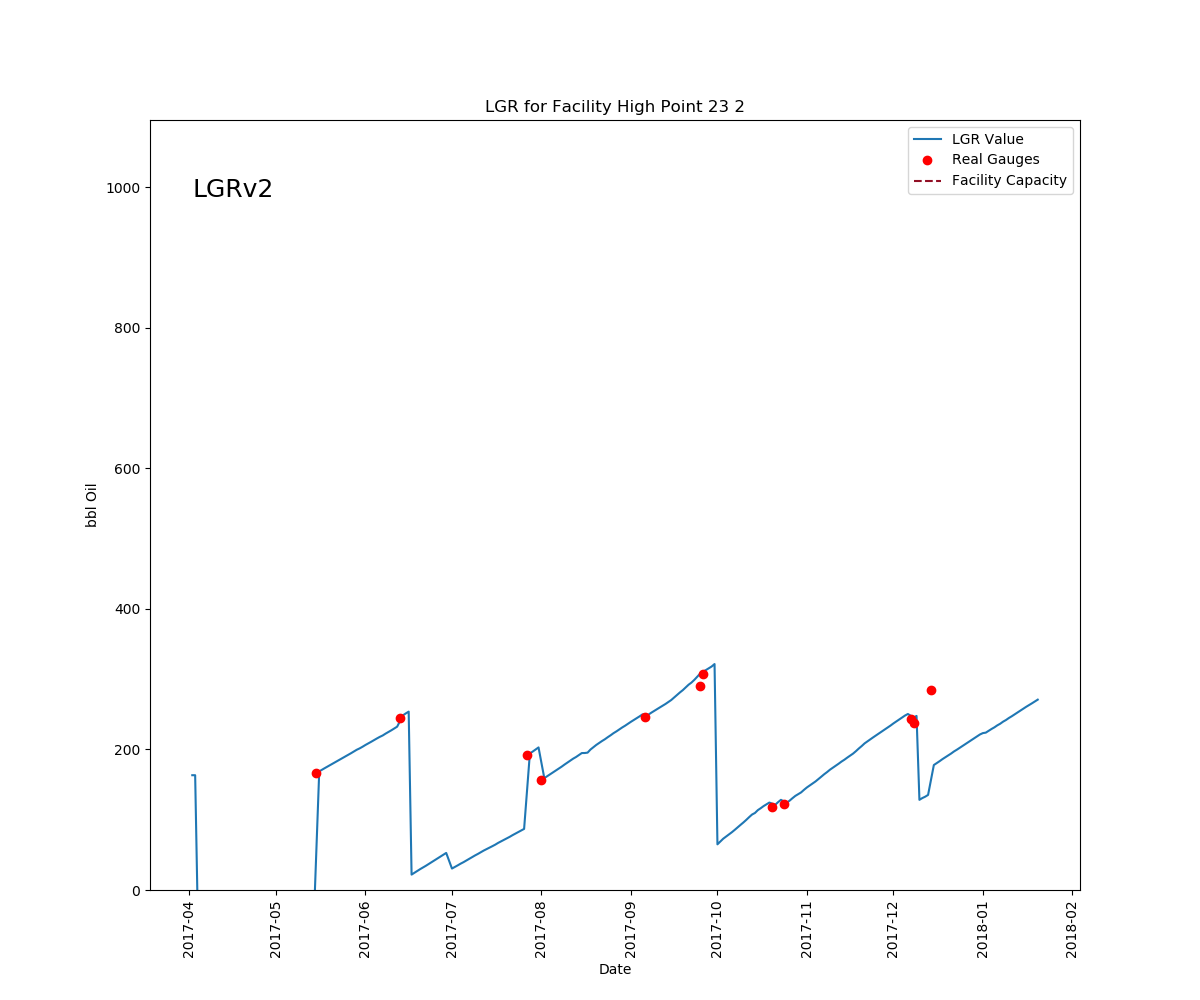 LGR for Facility High Point 23 2
LGRv2
LGR Value
Real Gauges
Facility Capacity
1000
800
600
400
200
0
bbl Oil
2017-04
2017-05
2017-06
2017-07
2017-08
2017-09
2017-10
2017-11
2017-12
2018-01
2018-02
Date